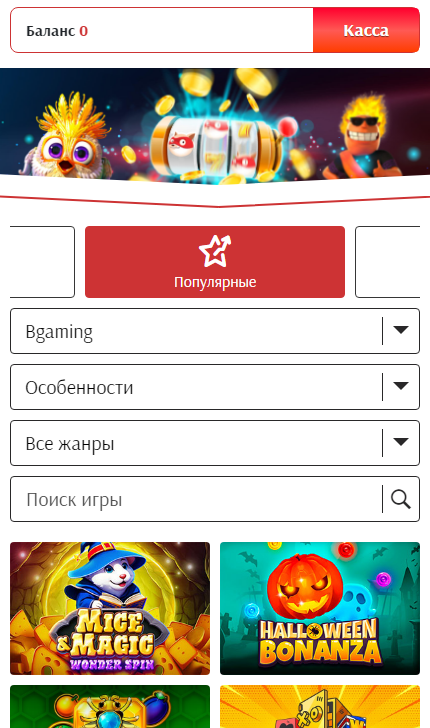 Баланс 0
Касса
Популярные
Bgaming
Особенности
Все жанры
Поиск игры
MICE
& MAGIC
WONDER SPIN
HALLOWEEN
BONANZA